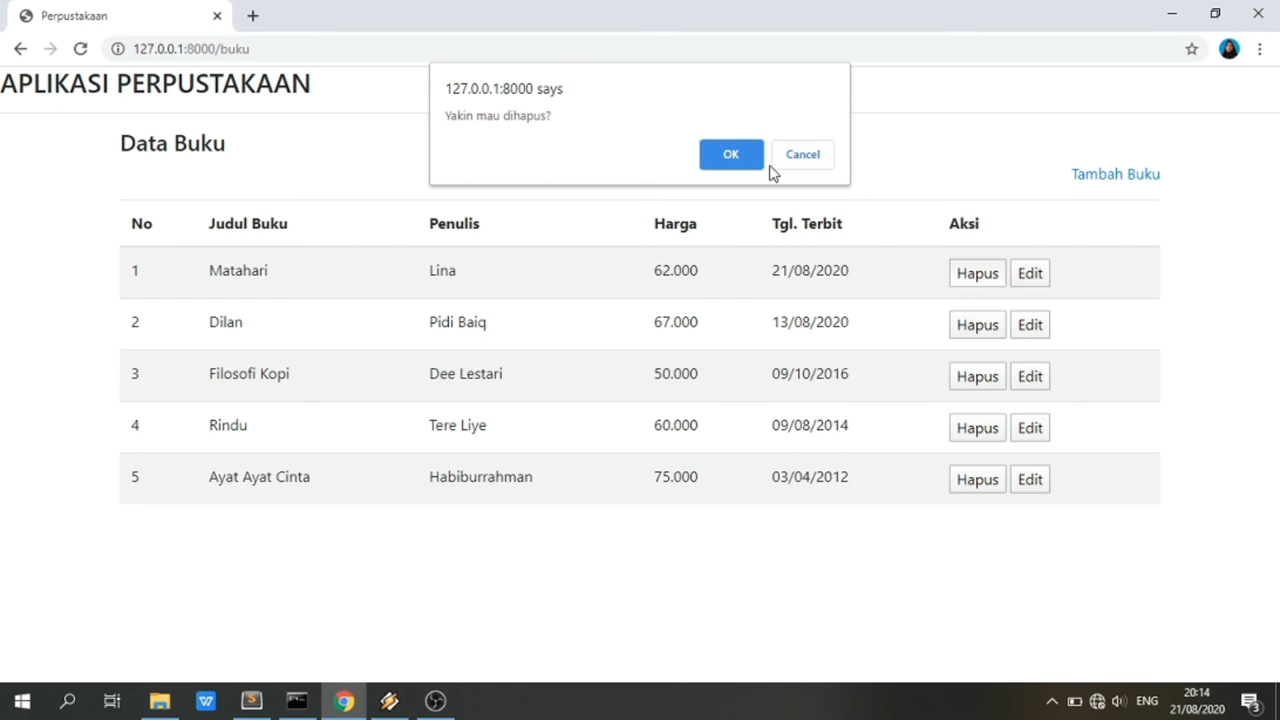 Perpustakaan
127.0.0.1:8000/buku
APLIKASI PERPUSTAKAAN
127.0.0.1:8000 says
Yakin mau dihapus?
OK Cancel
Data Buku
Tambah Buku
No Judul Buku Penulis Harga Tgl. Terbit Aksi
1 Matahari Lina 62.000 21/08/2020 Hapus Edit
2 Dilan Pidi Baiq 67.000 13/08/2020 Hapus Edit
3 Filosofi Kopi Dee Lestari 50.000 09/10/2016 Hapus Edit
4 Rindu Tere Liye 60.000 09/08/2014 Hapus Edit
5 Ayat Ayat Cinta Habiburrahman 75.000 03/04/2012 Hapus Edit
ENG
20:14
21/08/2020
3